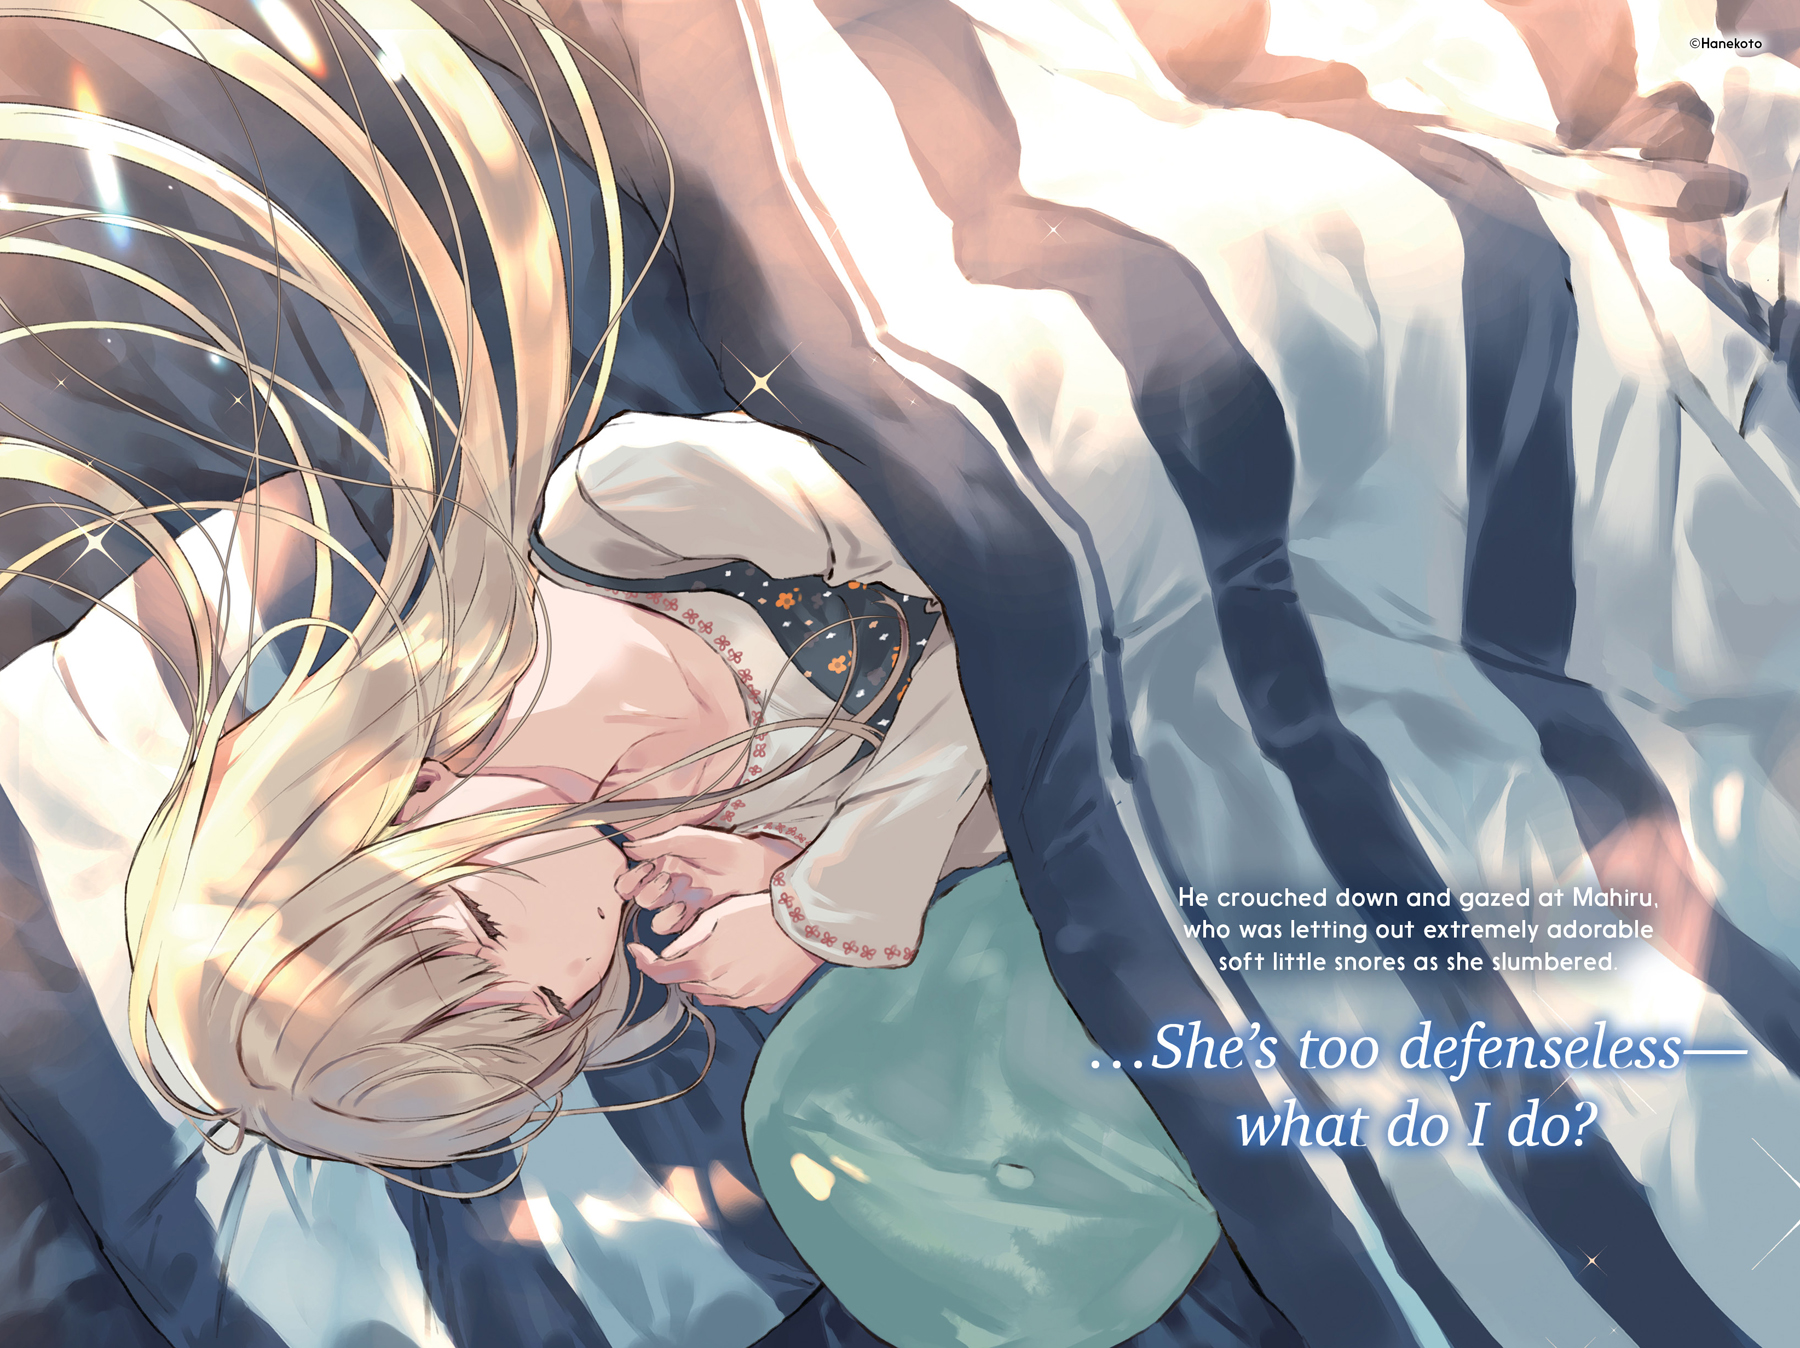 ©Hanekoto
He crouched down and gazed at Mahiru,
who was letting out extremely adorable
soft little snores as she slumbered.
...She's too defenseless—
what do I do?